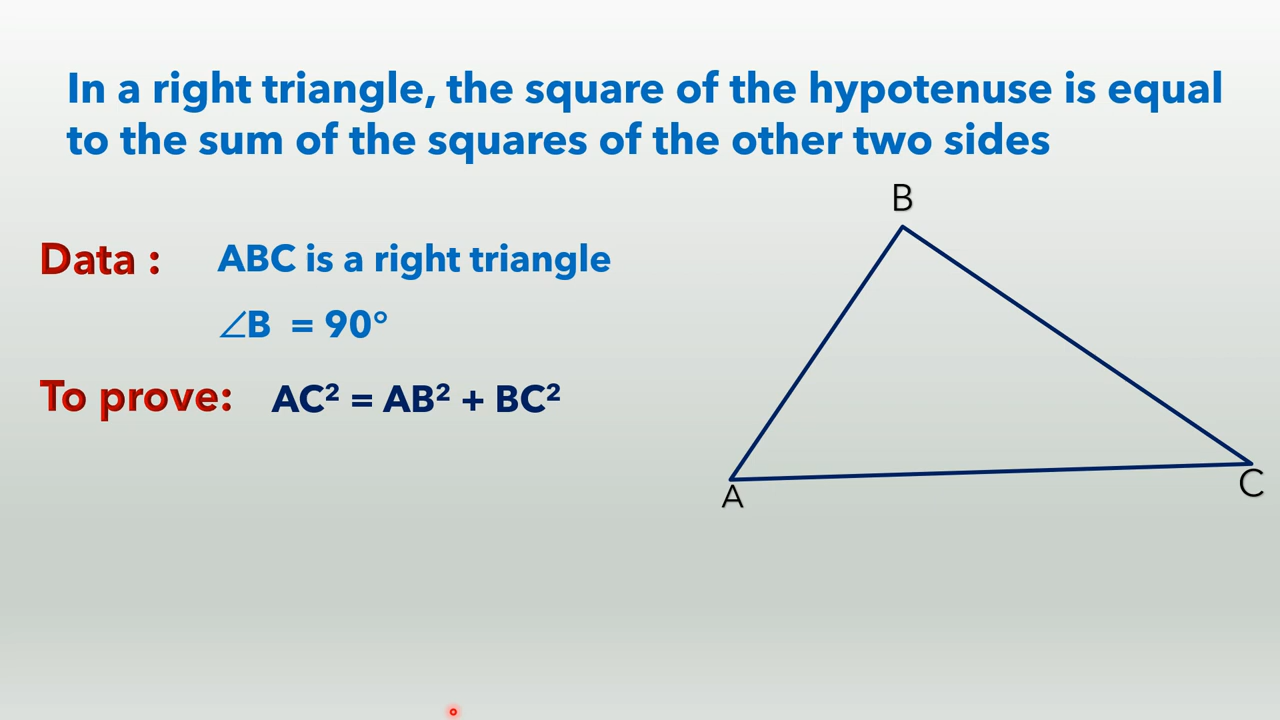 In a right triangle, the square of the hypotenuse is equal
to the sum of the squares of the other two sides
B
Data : ABC is a right triangle
∠B = 90°
To prove: AC² = AB² + BC²
A
C